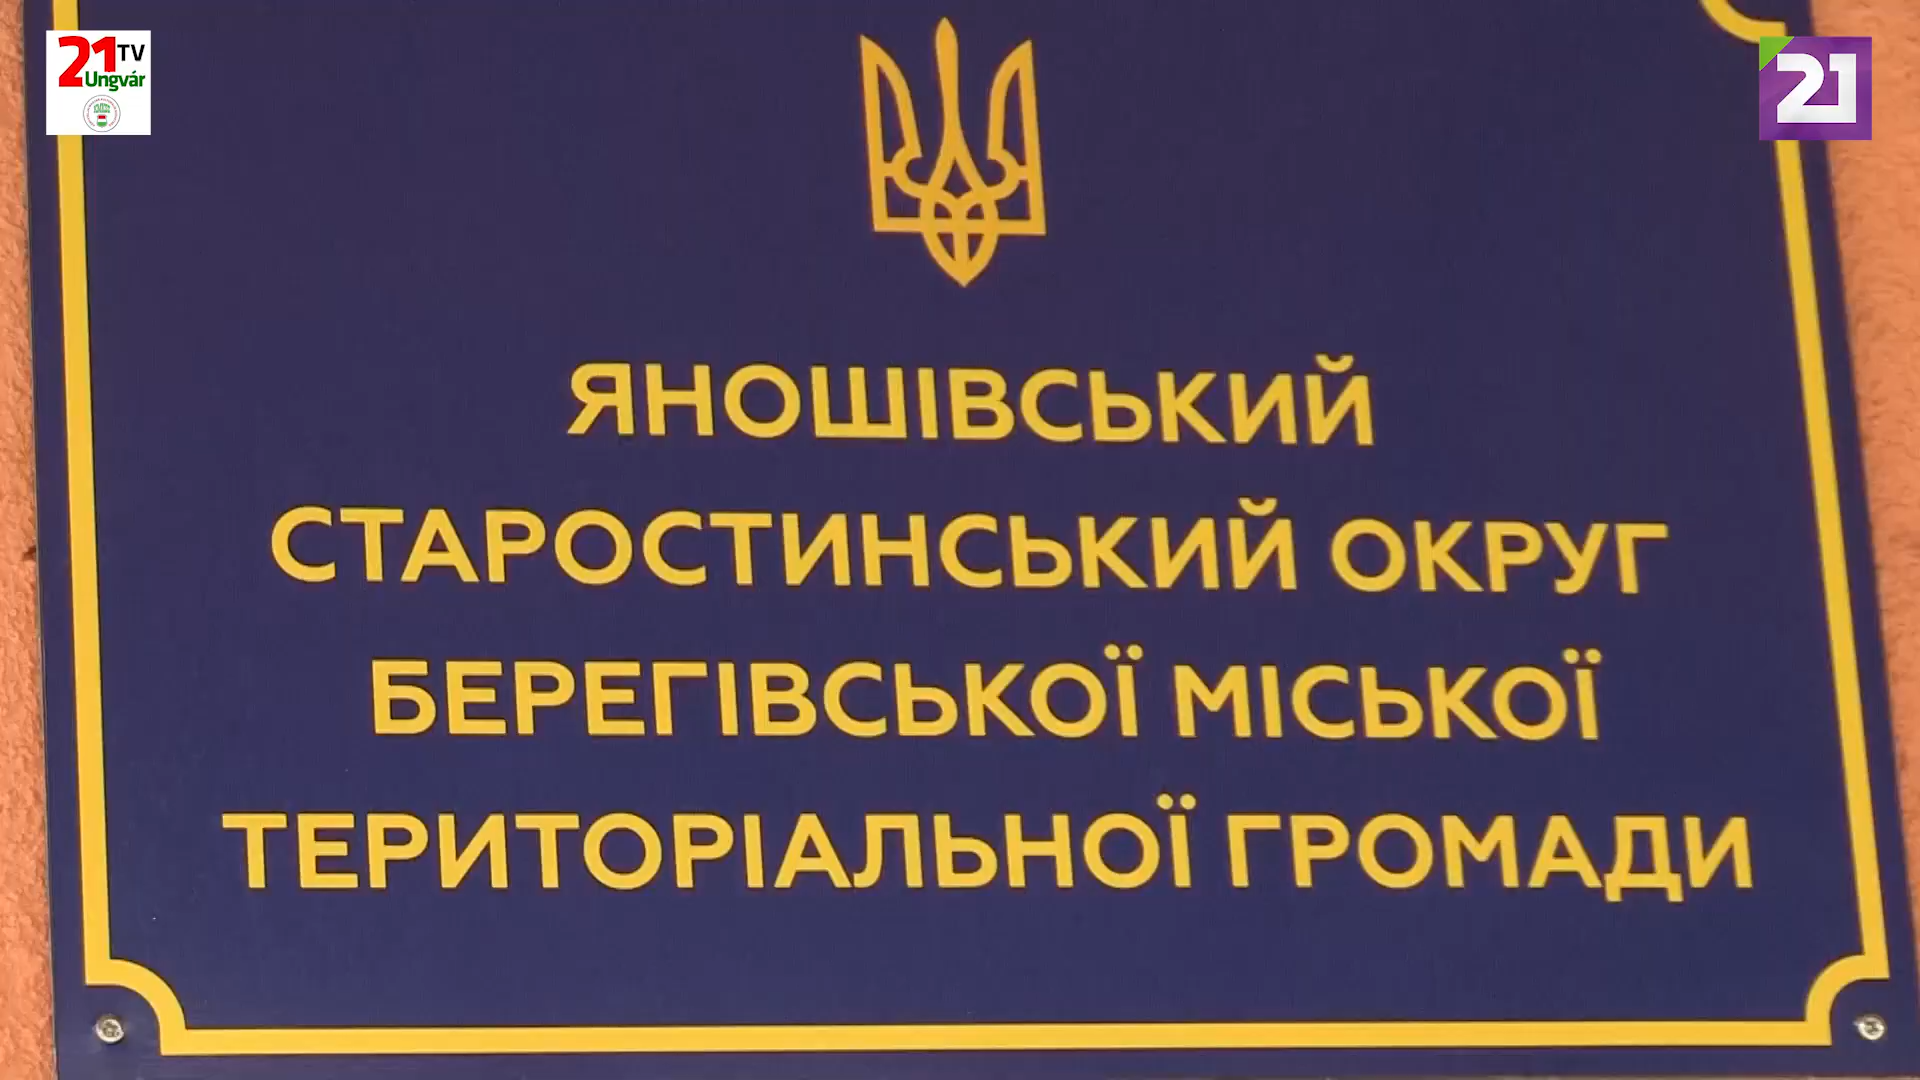 21 TV
Ungvár
21
ЯНОШІВСЬКИЙ
СТАРОСТИНСЬКИЙ ОКРУГ
БЕРЕГІВСЬКОЇ МІСЬКОЇ
ТЕРИТОРІАЛЬНОЇ ГРОМАДИ